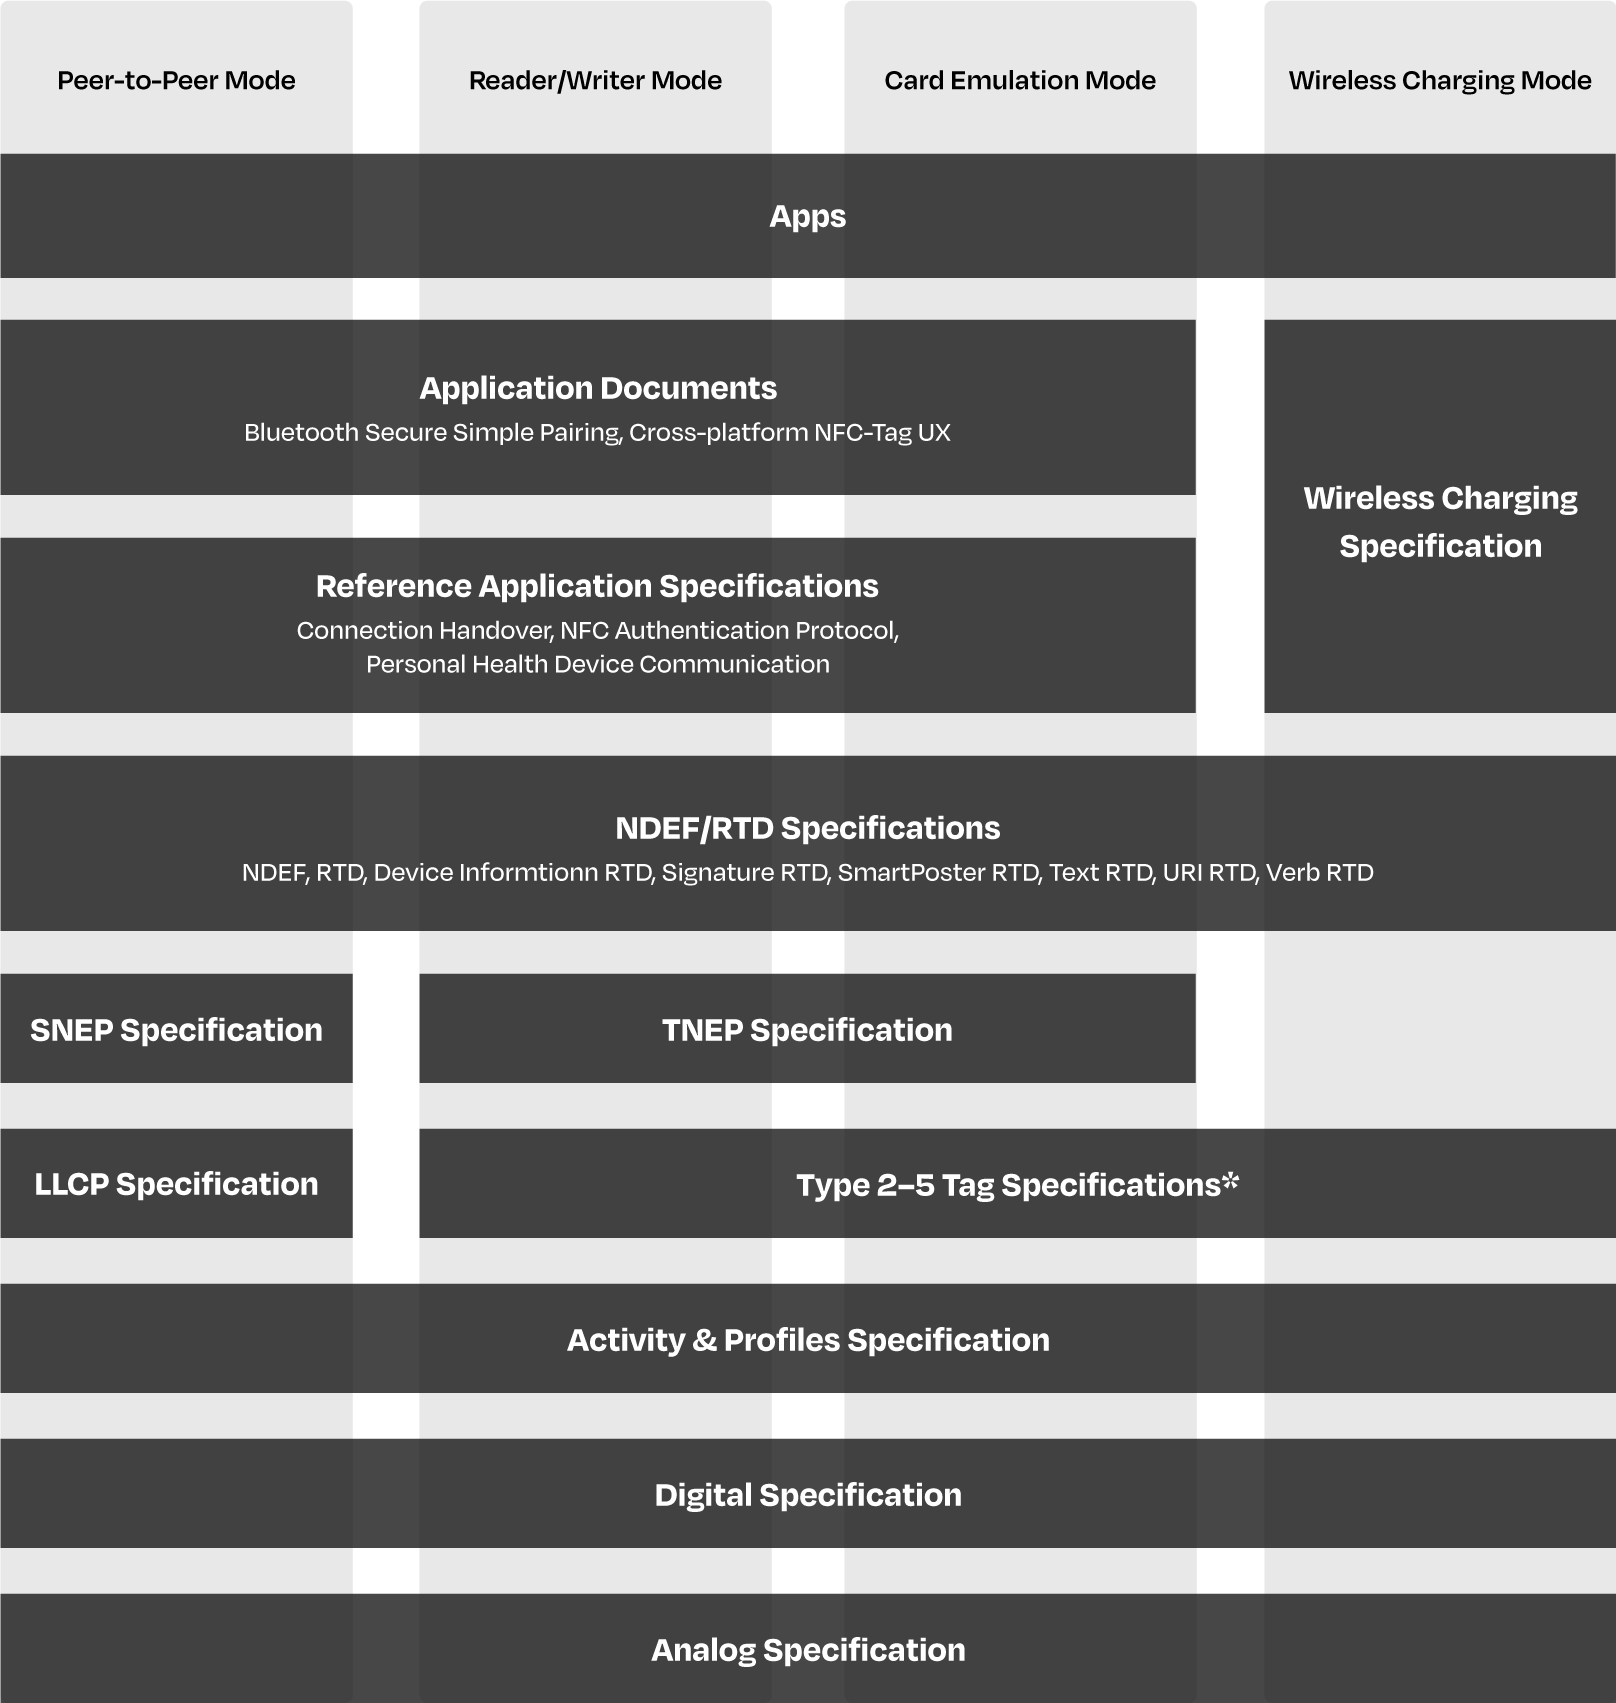 Peer-to-Peer Mode
Reader/Writer Mode
Card Emulation Mode
Wireless Charging Mode
Apps
Application Documents
Bluetooth Secure Simple Pairing, Cross-platform NFC-Tag UX
Wireless Charging
Specification
Reference Application Specifications
Connection Handover, NFC Authentication Protocol,
Personal Health Device Communication
NDEF/RTD Specifications
NDEF, RTD, Device Informtionn RTD, Signature RTD, SmartPoster RTD, Text RTD, URI RTD, Verb RTD
SNEP Specification
TNEP Specification
LLCP Specification
Type 2–5 Tag Specifications*
Activity & Profiles Specification
Digital Specification
Analog Specification